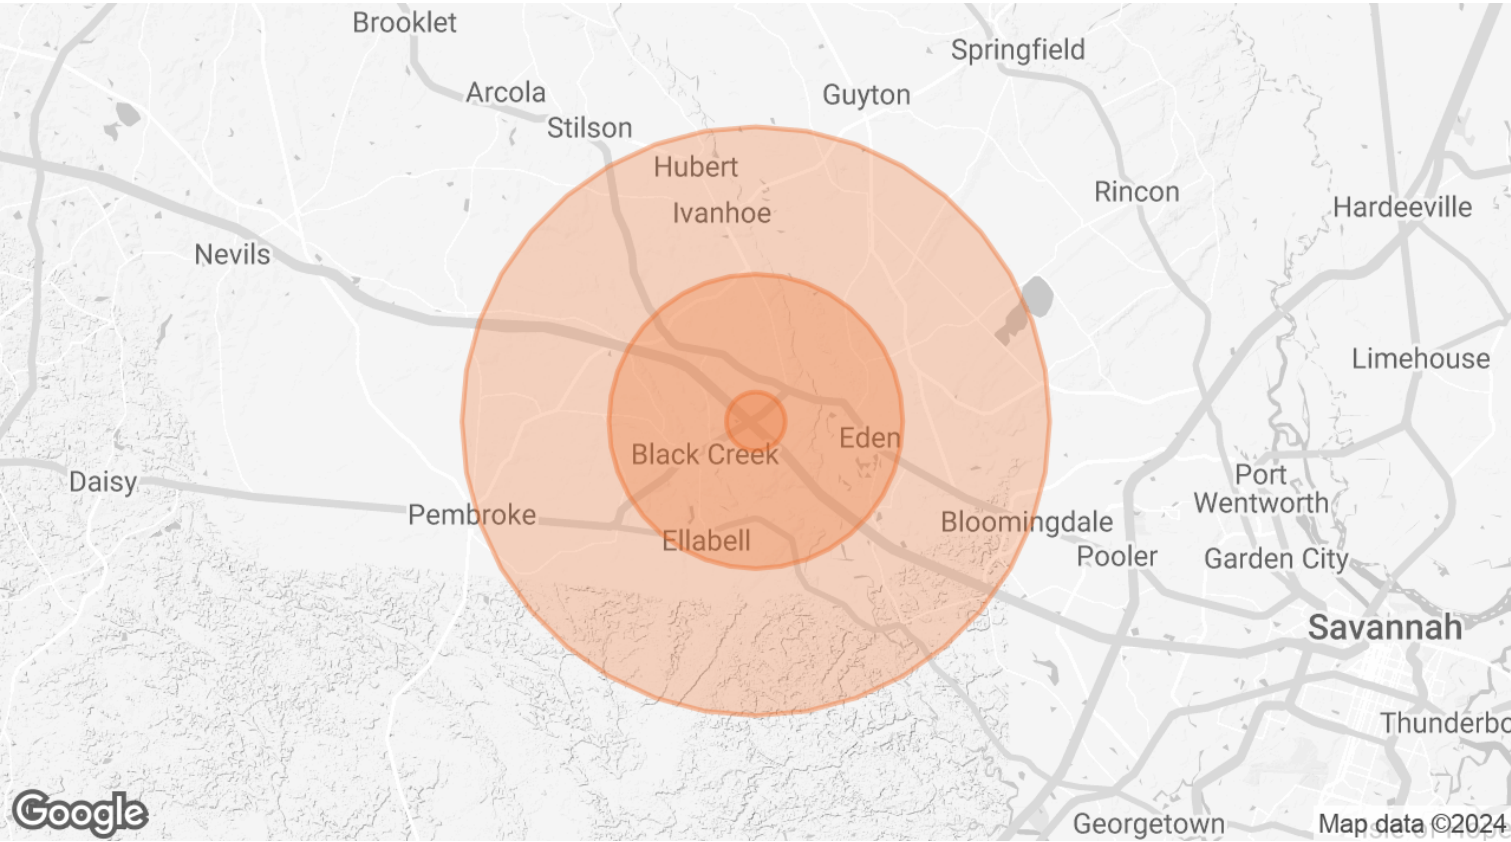 Brooklet
Springfield
Arcola
Guyton
Stilson
Hubert
Rincon
Ivanhoe
Hardeeville
Nevils
Limehouse
Eden
Black Creek
Daisy
Port
Wentworth
Pembroke
Bloomingdale
Ellabell
Pooler
Garden City
Savannah
Thunderbo
Google
Georgetown
Map data ©2024